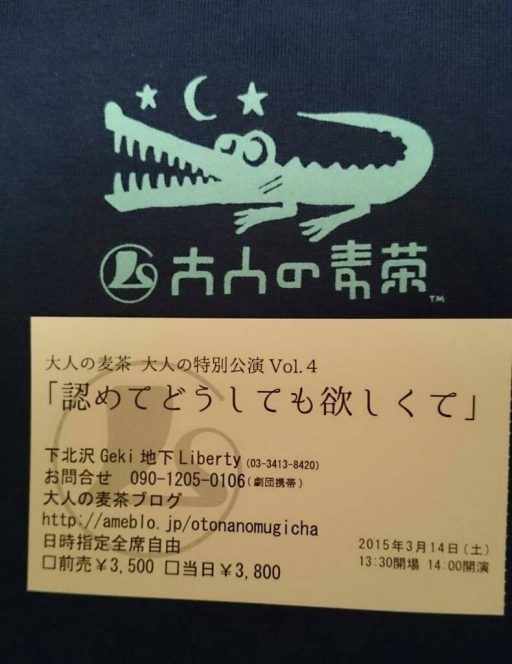 大人の麦茶 TM
大人の麦茶 大人の特別公演 Vol.4
「認めてどうしても欲しくて」
下北沢 Geki 地下 Liberty (03-3413-8420)
お問合せ 090-1205-0106(劇団携帯)
大人の麦茶ブログ
http://ameblo.jp/otonanomugicha
日時指定全席自由
□前売¥3,500 □当日¥3,800
2015年3月14日(土)
13:30開場 14:00開演